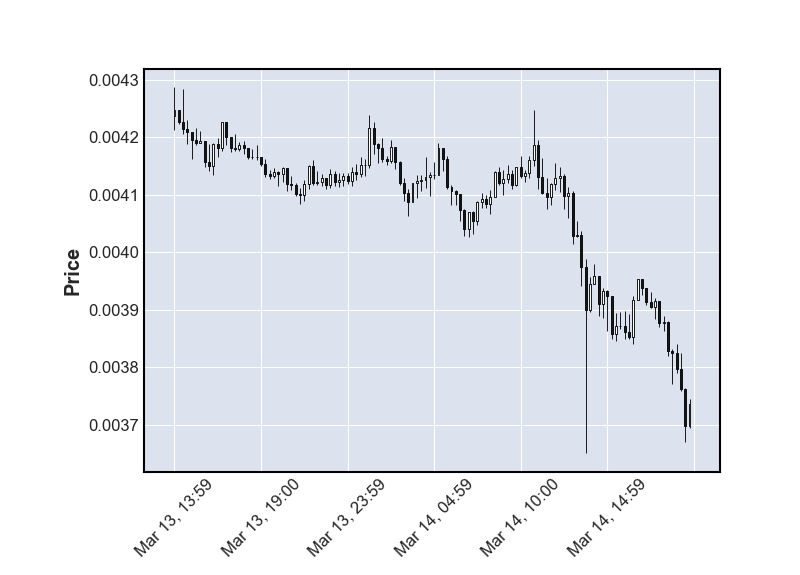 0.0043
0.0042
0.0041
0.0040
0.0039
0.0038
0.0037
Price
Mar 13, 13:59
Mar 13, 19:00
Mar 13, 23:59
Mar 14, 04:59
Mar 14, 10:00
Mar 14, 14:59